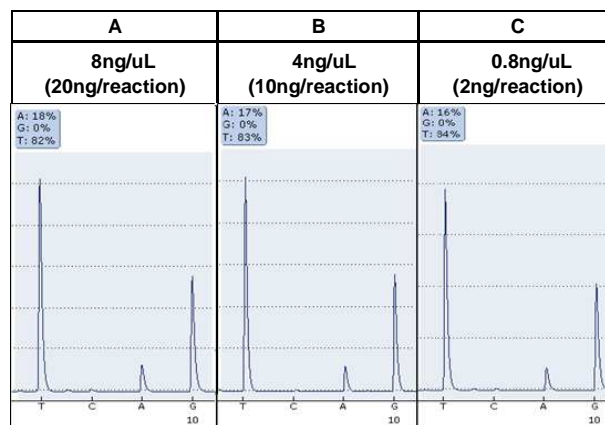 A B C
8ng/uL 4ng/uL 0.8ng/uL
(20ng/reaction) (10ng/reaction) (2ng/reaction)
A: 18% A: 17% A: 16%
G: 0% G: 0% G: 0%
T: 82% T: 83% T: 84%
T C A G T C A G T C A G
10 10 10